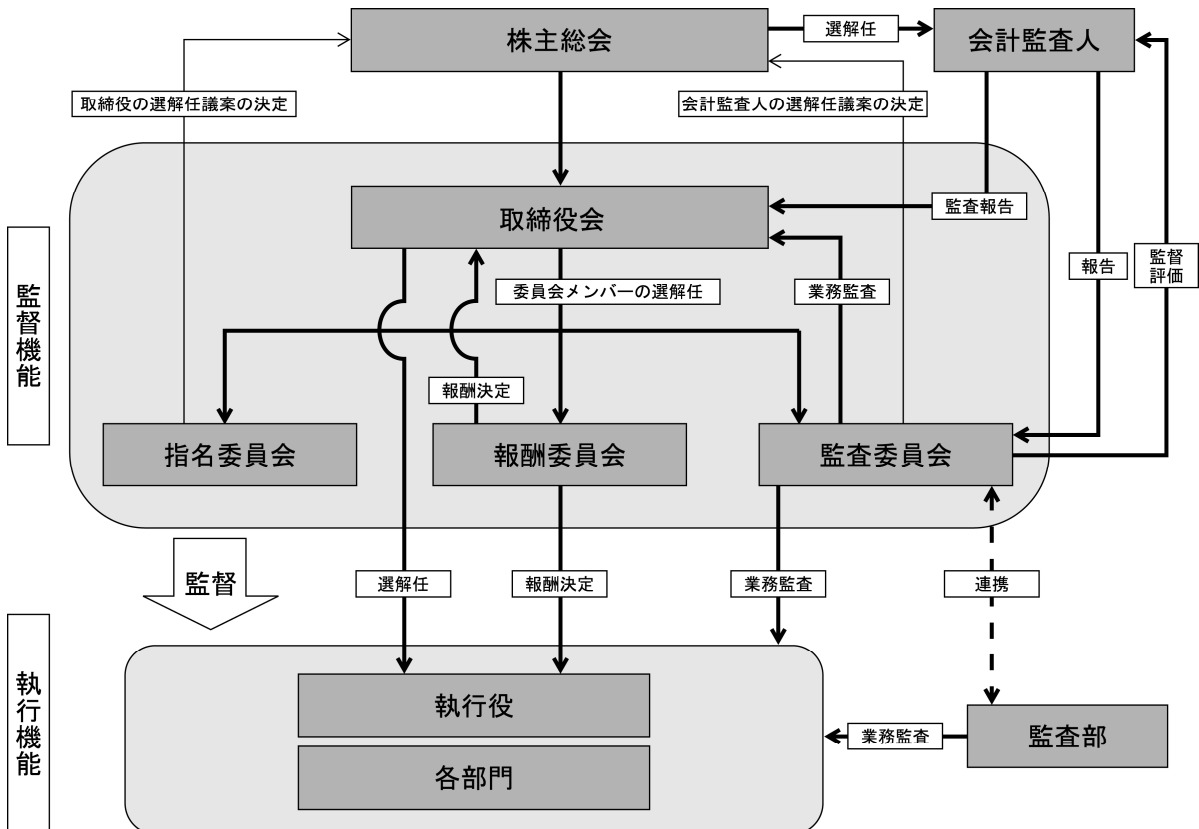 株主総会
選解任
会計監査人
取締役の選解任議案の決定
会計監査人の選解任議案の決定
取締役会
監査報告
監督機能
委員会メンバーの選解任
業務監査
報告
監督
評価
報酬決定
指名委員会
報酬委員会
監査委員会
監督
選解任
報酬決定
業務監査
連携
執行機能
執行役
業務監査
監査部
各部門